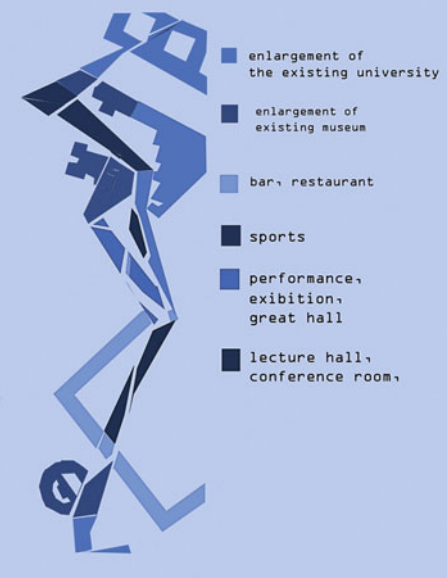 enlargement of
the existing university
enlargement of
existing museum
bar, restaurant
sports
performance,
exibition,
great hall
lecture hall,
conference room,